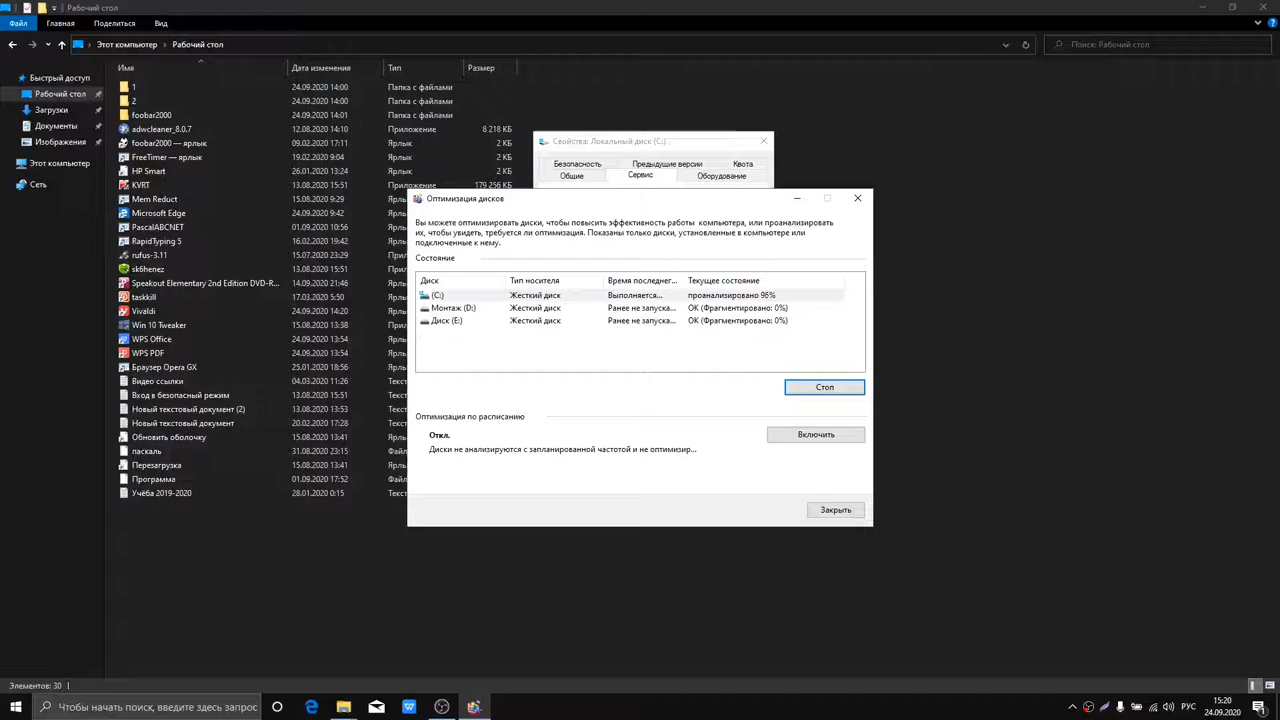 Рабочий стол
Файл Главная Поделиться Вид
Этот компьютер Рабочий стол Поиск: Рабочий стол
Имя Дата изменения Тип Размер
Быстрый доступ
Рабочий стол
Загрузки
Документы
Изображения
Этот компьютер
Сеть
1 24.09.2020 14:00 Папка с файлами
2 24.09.2020 14:00 Папка с файлами
foobar2000 24.09.2020 14:01 Папка с файлами
adwcleaner_8.0.7 12.08.2020 14:10 Приложение 8 218 КБ
foobar2000 — ярлык 09.09.2020 17:11 Ярлык 2 КБ
FreeTimer — ярлык 19.02.2020 9:04 Ярлык 2 КБ
HP Smart 24.01.2020 16:31 Ярлык 2 КБ
KVRT 13.08.2020 15:51 Приложение 179 256 КБ
Mem Reduct 29.01.2020 9:57
Microsoft Edge 24.09.2020 9:42
PascalABCNET 01.09.2020 10:56
RapidTyping 5 16.02.2020 19:42
rufus-3.11 15.07.2020 23:31
sk6henez 13.08.2020 15:51
Speakout Elementary 2nd Edition DVD-R... 23.01.2020 12:15
taskkill 17.03.2020 5:50
Vivaldi 24.09.2020 14:20
Win 10 Tweaker 24.09.2020 15:13
WPS Office 24.09.2020 14:53
WPS PDF 24.09.2020 14:53
Браузер Opera GX 25.01.2020 18:56
Видео ссылки 04.03.2020 11:26
Вход в безопасный режим 13.08.2020 15:51
Новый текстовый документ (2) 24.09.2020 8:41
Новый текстовый документ 20.02.2020 17:28
Обновить оболочку 15.08.2020 13:41
паскаль 31.08.2020 23:15
Перезагрузка 15.08.2020 13:41
Программа 01.09.2020 17:52
Учёба 2019-2020 28.01.2020 0:15
Свойства: Локальный диск (C:)
Безопасность Предыдущие версии Квота
Общие Сервис Оборудование
Оптимизация дисков
Вы можете оптимизировать диски, чтобы повысить эффективность работы компьютера, или проанализировать
их, чтобы увидеть, требуется ли оптимизация. Показаны только диски, установленные в компьютере или
подключенные к нему.
Состояние
Диск Тип носителя Время последнег... Текущее состояние
(C:) Жесткий диск Выполняется... проанализировано 96%
Монтаж (D:) Жесткий диск Ранее не запуска... ОК (Фрагментировано: 0%)
Диск (E:) Жесткий диск Ранее не запуска... ОК (Фрагментировано: 0%)
Стоп
Оптимизация по расписанию
Откл. Включить
Диски не анализируются с запланированной частотой и не оптимизир...
Закрыть
Элементов: 30
Чтобы начать поиск, введите здесь запрос
РУС
15:20
24.09.2020